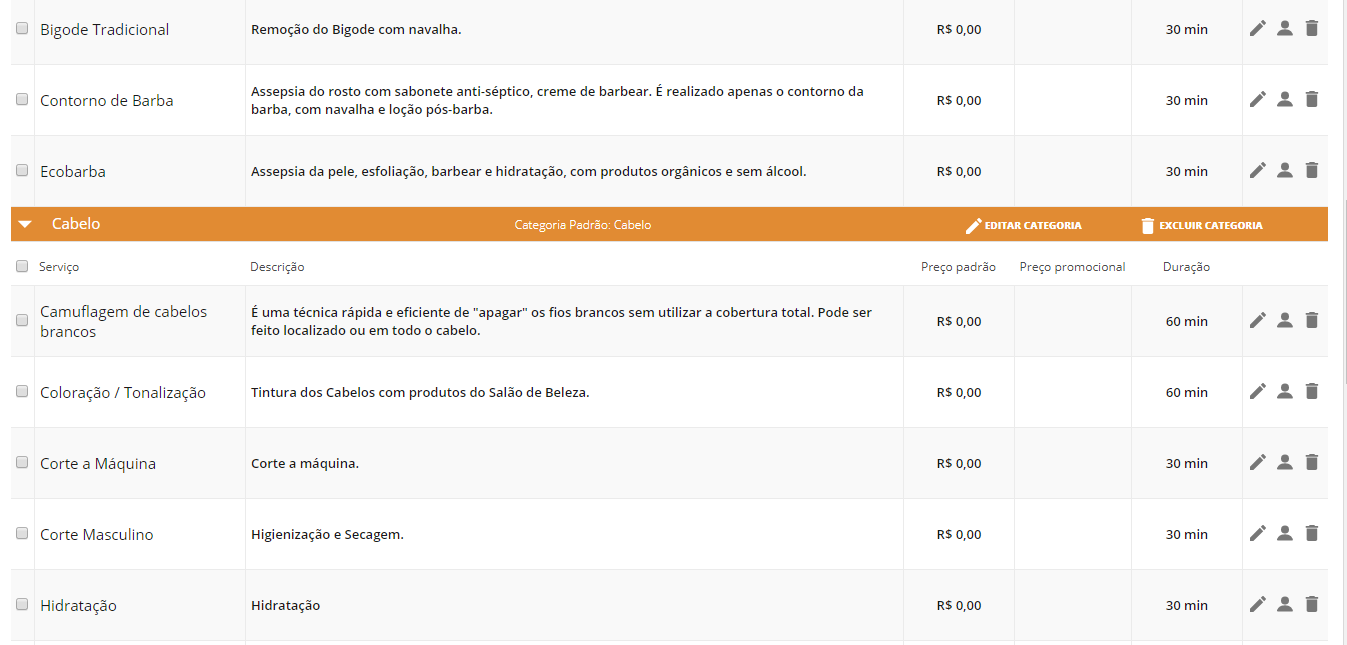 Bigode Tradicional Remoção do Bigode com navalha. R$ 0,00 30 min
Contorno de Barba Assepsia do rosto com sabonete anti-séptico, creme de barbear. É realizado apenas o contorno da
barba, com navalha e loção pós-barba. R$ 0,00 30 min
Ecobarba Assepsia da pele, esfoliação, barbear e hidratação, com produtos orgânicos e sem álcool. R$ 0,00 30 min
Cabelo Categoria Padrão: Cabelo EDITAR CATEGORIA EXCLUIR CATEGORIA
Serviço Descrição Preço padrão Preço promocional Duração
Camuflagem de cabelos
brancos
É uma técnica rápida e eficiente de "apagar" os fios brancos sem utilizar a cobertura total. Pode ser
feito localizado ou em todo o cabelo.
R$ 0,00 60 min
Coloração / Tonalização Tintura dos Cabelos com produtos do Salão de Beleza. R$ 0,00 60 min
Corte a Máquina Corte a máquina. R$ 0,00 30 min
Corte Masculino Higienização e Secagem. R$ 0,00 30 min
Hidratação Hidratação R$ 0,00 30 min